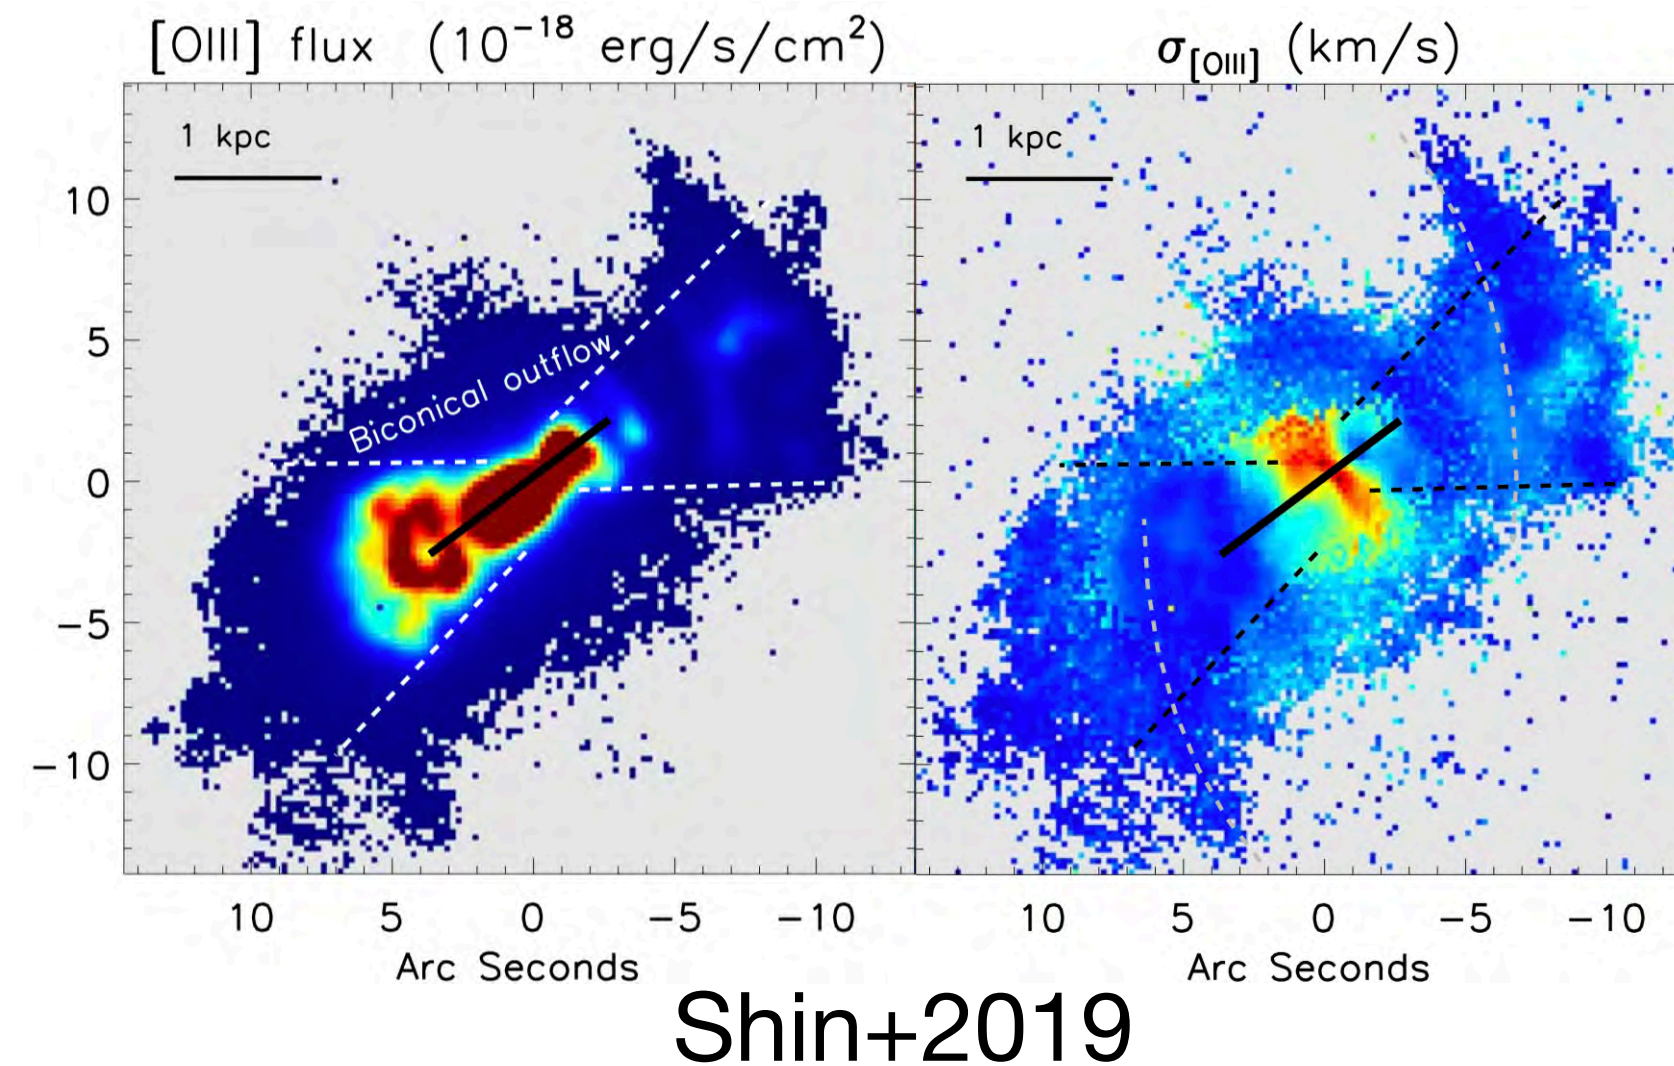 [OIII] flux (10⁻¹⁸ erg/s/cm²)
σ[OIII] (km/s)
1 kpc
1 kpc
Biconical outflow
10
5
0
−5
−10
10 5 0 −5 −10
10 5 0 −5 −10
Arc Seconds
Arc Seconds
Shin+2019